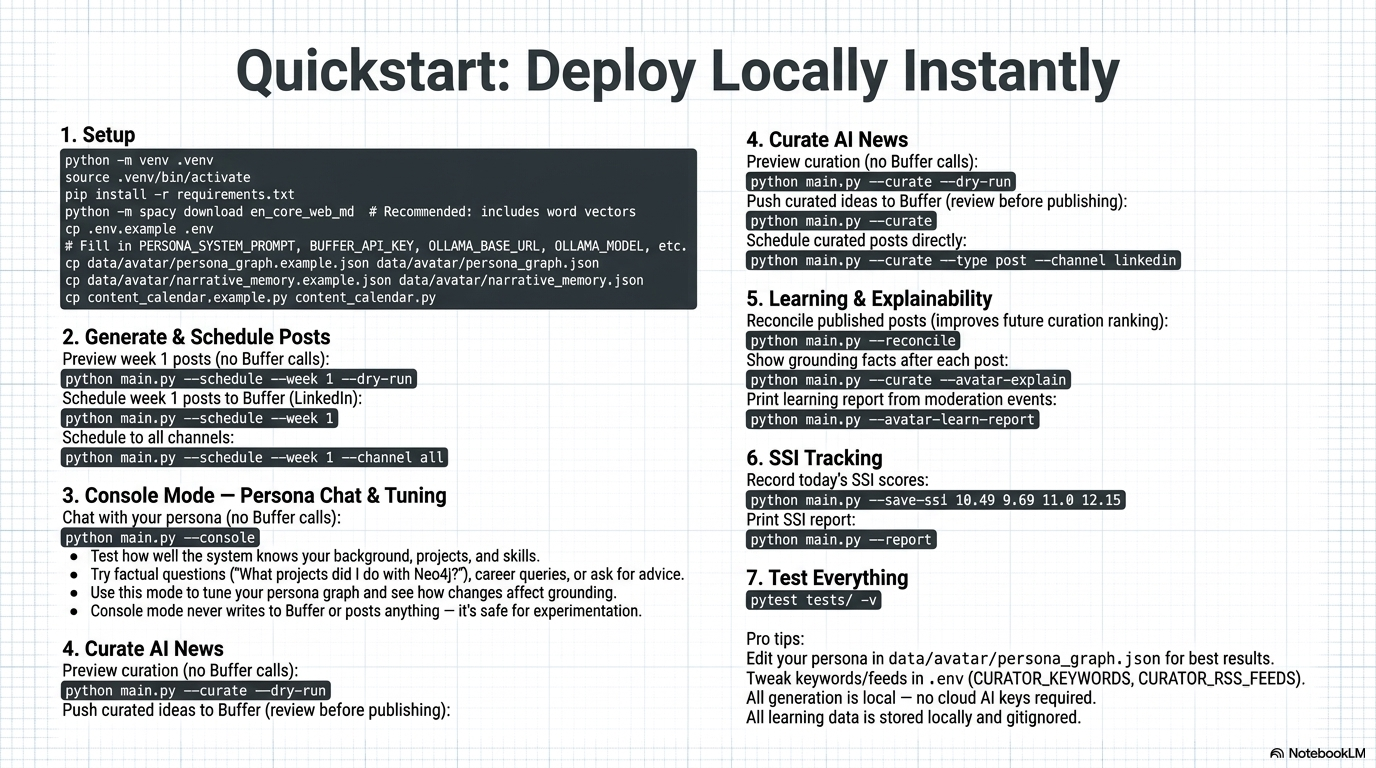 Quickstart: Deploy Locally Instantly
1. Setup
python -m venv .venv
source .venv/bin/activate
pip install -r requirements.txt
python -m spacy download en_core_web_md  # Recommended: includes word vectors
cp .env.example .env
# Fill in PERSONA_SYSTEM_PROMPT, BUFFER_API_KEY, OLLAMA_BASE_URL, OLLAMA_MODEL, etc.
cp data/avatar/persona_graph.example.json data/avatar/persona_graph.json
cp data/avatar/narrative_memory.example.json data/avatar/narrative_memory.json
cp content_calendar.example.py content_calendar.py
2. Generate & Schedule Posts
Preview week 1 posts (no Buffer calls):
python main.py --schedule --week 1 --dry-run
Schedule week 1 posts to Buffer (LinkedIn):
python main.py --schedule --week 1
Schedule to all channels:
python main.py --schedule --week 1 --channel all
3. Console Mode — Persona Chat & Tuning
Chat with your persona (no Buffer calls):
python main.py --console
● Test how well the system knows your background, projects, and skills.
● Try factual questions ("What projects did I do with Neo4j?"), career queries, or ask for advice.
● Use this mode to tune your persona graph and see how changes affect grounding.
● Console mode never writes to Buffer or posts anything — it's safe for experimentation.
4. Curate AI News
Preview curation (no Buffer calls):
python main.py --curate --dry-run
Push curated ideas to Buffer (review before publishing):
4. Curate AI News
Preview curation (no Buffer calls):
python main.py --curate --dry-run
Push curated ideas to Buffer (review before publishing):
python main.py --curate
Schedule curated posts directly:
python main.py --curate --type post --channel linkedin
5. Learning & Explainability
Reconcile published posts (improves future curation ranking):
python main.py --reconcile
Show grounding facts after each post:
python main.py --curate --avatar-explain
Print learning report from moderation events:
python main.py --avatar-learn-report
6. SSI Tracking
Record today's SSI scores:
python main.py --save-ssi 10.49 9.69 11.0 12.15
Print SSI report:
python main.py --report
7. Test Everything
pytest tests/ -v
Pro tips:
Edit your persona in data/avatar/persona_graph.json for best results.
Tweak keywords/feeds in .env (CURATOR_KEYWORDS, CURATOR_RSS_FEEDS).
All generation is local — no cloud AI keys required.
All learning data is stored locally and gitignored.
NotebookLM